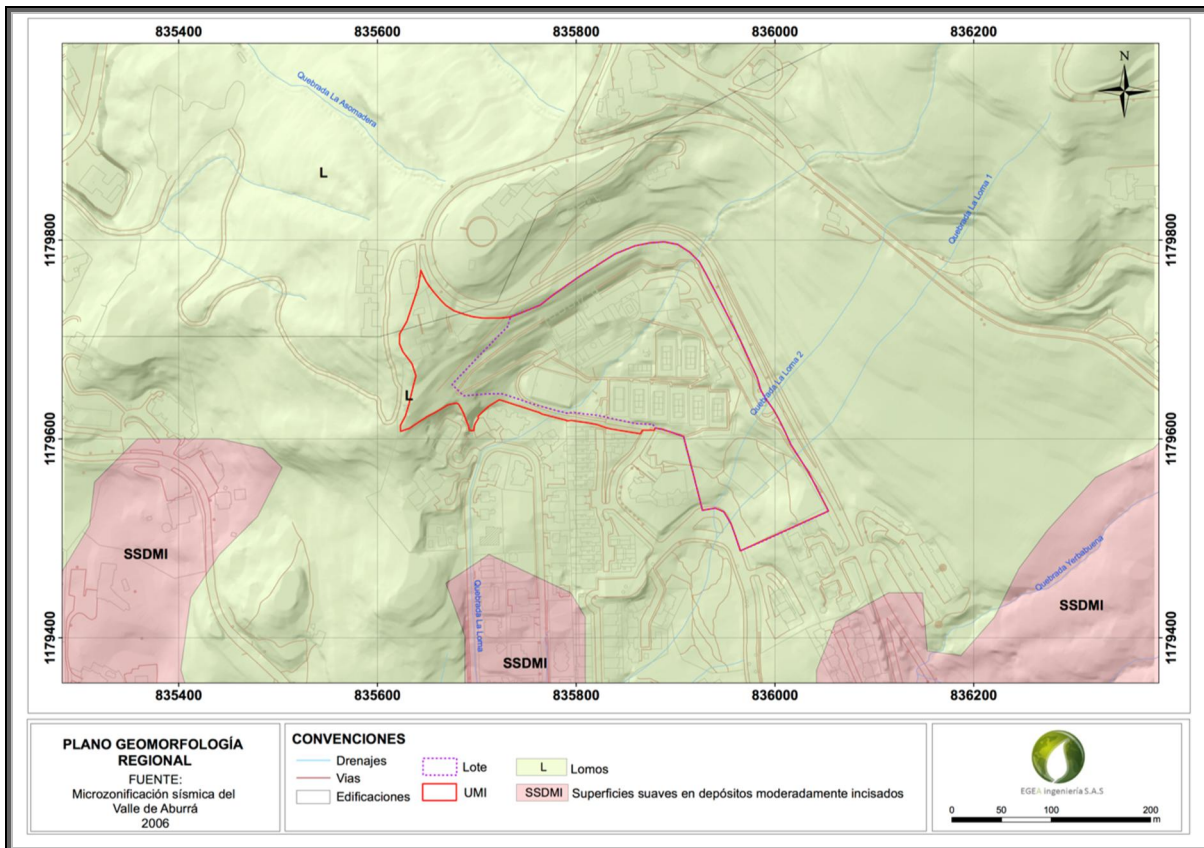 835400 835600 835800 836000 836200
N
Quebrada La Asomadera
L
Quebrada La Loma 1
1179800 1179800
Quebrada La Loma 2
L
1179600 1179600
SSDMI
Quebrada Yerbabuena
SSDMI
Quebrada La Loma
SSDMI
1179400 1179400
835400 835600 835800 836000 836200
PLANO GEOMORFOLOGÍA
REGIONAL
FUENTE:
Microzonificación sísmica del
Valle de Aburrá
2006
CONVENCIONES
Drenajes
Vias
Edificaciones
Lote
UMI
L Lomos
SSDMI Superficies suaves en depósitos moderadamente incisados
EGEA ingeniería S.A.S
0 50 100 200
m